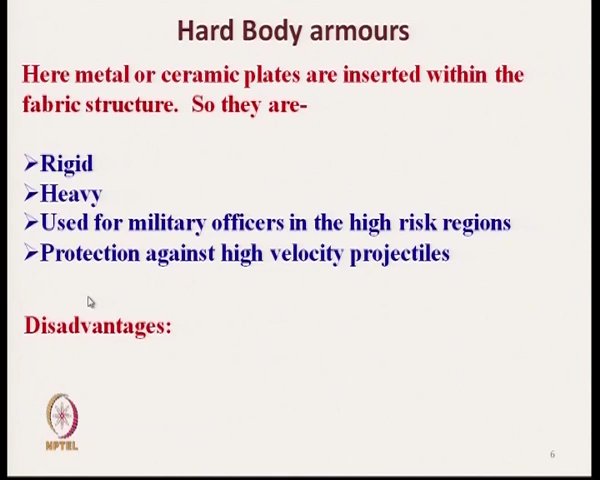 Hard Body armours
Here metal or ceramic plates are inserted within the
fabric structure. So they are-
➢Rigid
➢Heavy
➢Used for military officers in the high risk regions
➢Protection against high velocity projectiles
Disadvantages:
NPTEL
6